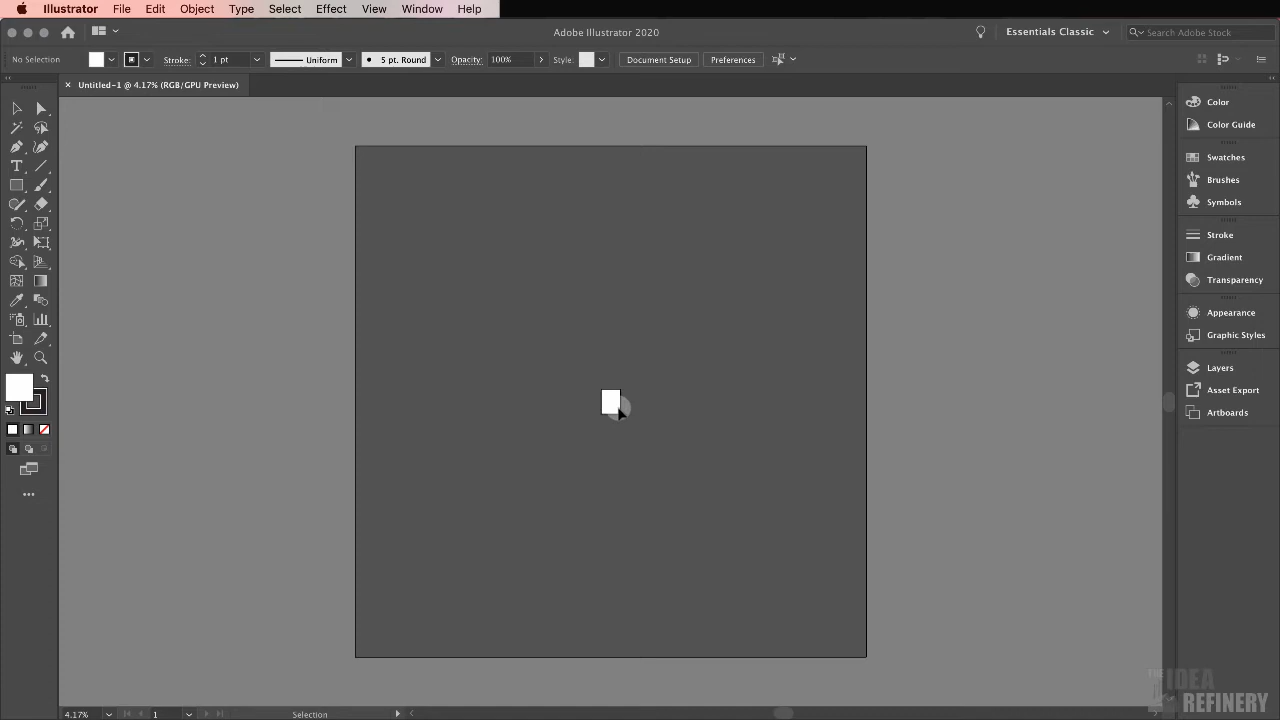 Illustrator File Edit Object Type Select Effect View Window Help
Adobe Illustrator 2020
Essentials Classic
Search Adobe Stock
No Selection
Stroke: 1 pt
Uniform
5 pt. Round
Opacity: 100%
Style:
Document Setup
Preferences
× Untitled-1 @ 4.17% (RGB/GPU Preview)
Color
Color Guide
Swatches
Brushes
Symbols
Stroke
Gradient
Transparency
Appearance
Graphic Styles
Layers
Asset Export
Artboards
4.17%
1
Selection
THE IDEA
REFINERY